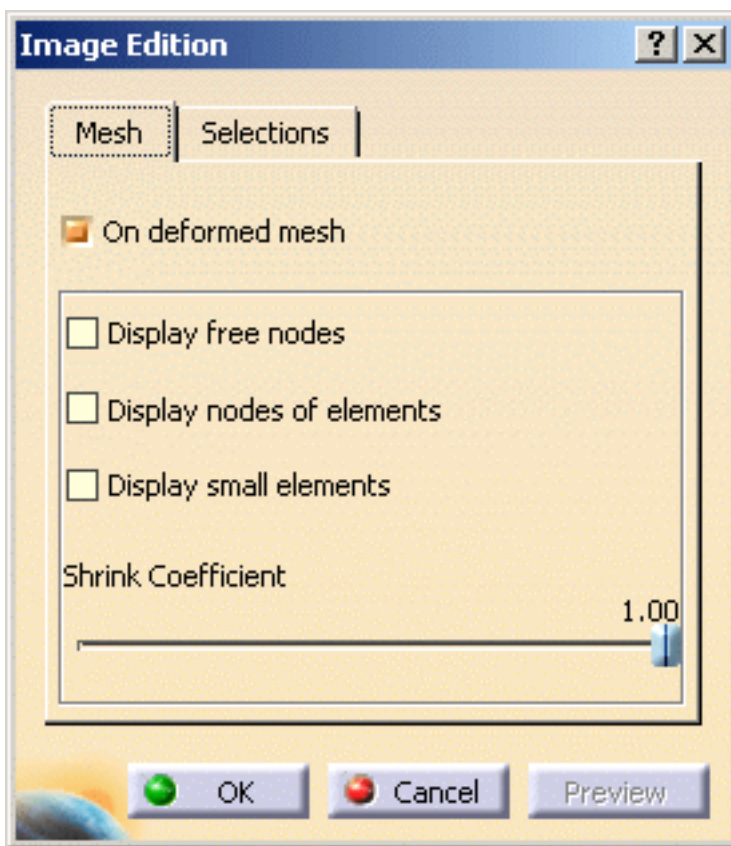 Image Edition
Mesh Selections
On deformed mesh
Display free nodes
Display nodes of elements
Display small elements
Shrink Coefficient
1.00
OK Cancel Preview